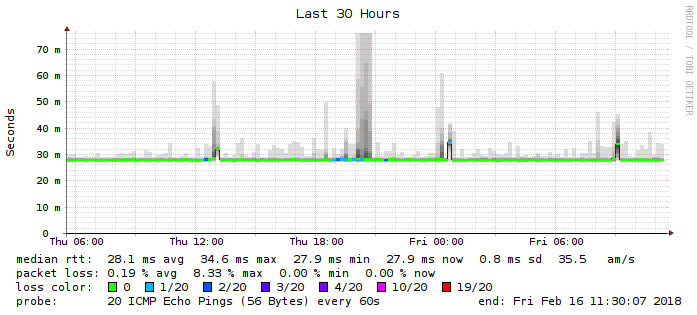 Last 30 Hours
RRDTOOL / TOBI OETIKER
Seconds
70 m
60 m
50 m
40 m
30 m
20 m
10 m
0
Thu 06:00 Thu 12:00 Thu 18:00 Fri 00:00 Fri 06:00
median rtt: 28.1 ms avg 34.6 ms max 27.9 ms min 27.9 ms now 0.8 ms sd 35.5 am/s
packet loss: 0.19 % avg 8.33 % max 0.00 % min 0.00 % now
loss color: 0 1/20 2/20 3/20 4/20 10/20 19/20
probe: 20 ICMP Echo Pings (56 Bytes) every 60s end: Fri Feb 16 11:30:07 2018